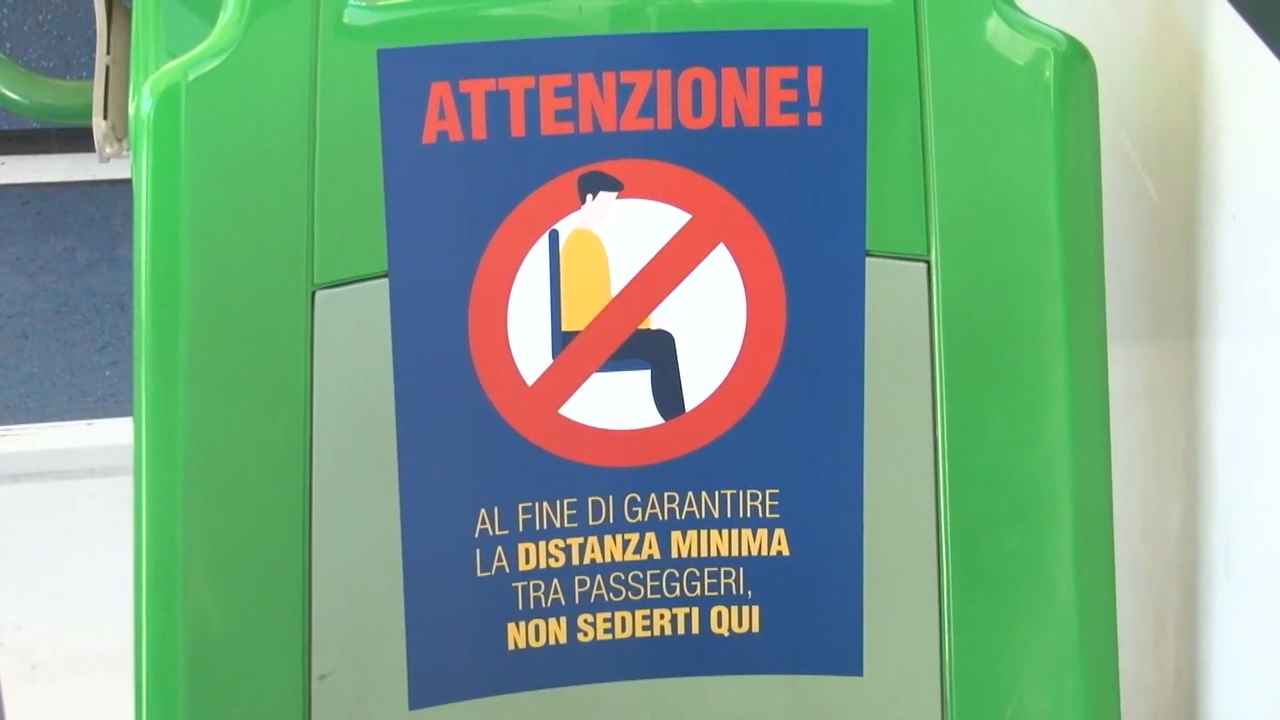 ATTENZIONE!
AL FINE DI GARANTIRE
LA DISTANZA MINIMA
TRA PASSEGGERI,
NON SEDERTI QUI